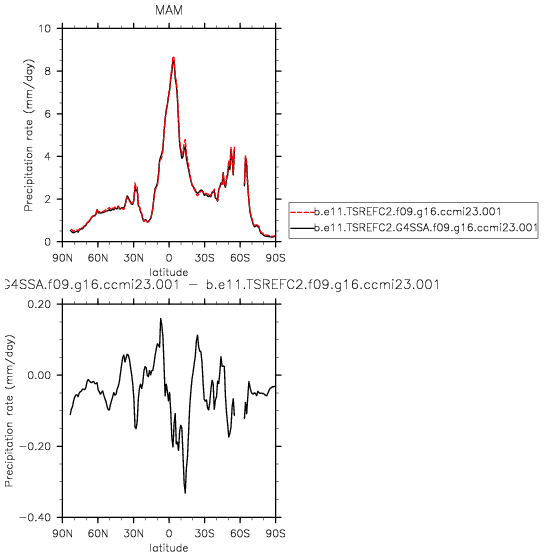 MAM
10
8
6
4
2
0
Precipitation rate (mm/day)
90N 60N 30N 0 30S 60S 90S
latitude
b.e11.TSREFC2.f09.g16.ccmi23.001
b.e11.TSREFC2.G4SSA.f09.g16.ccmi23.001
G4SSA.f09.g16.ccmi23.001 − b.e11.TSREFC2.f09.g16.ccmi23.001
0.20
0.00
−0.20
−0.40
Precipitation rate (mm/day)
90N 60N 30N 0 30S 60S 90S
latitude